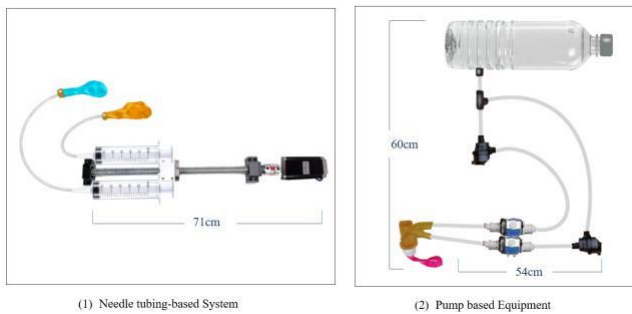 71cm
(1) Needle tubing-based System
60cm
54cm
(2) Pump based Equipment